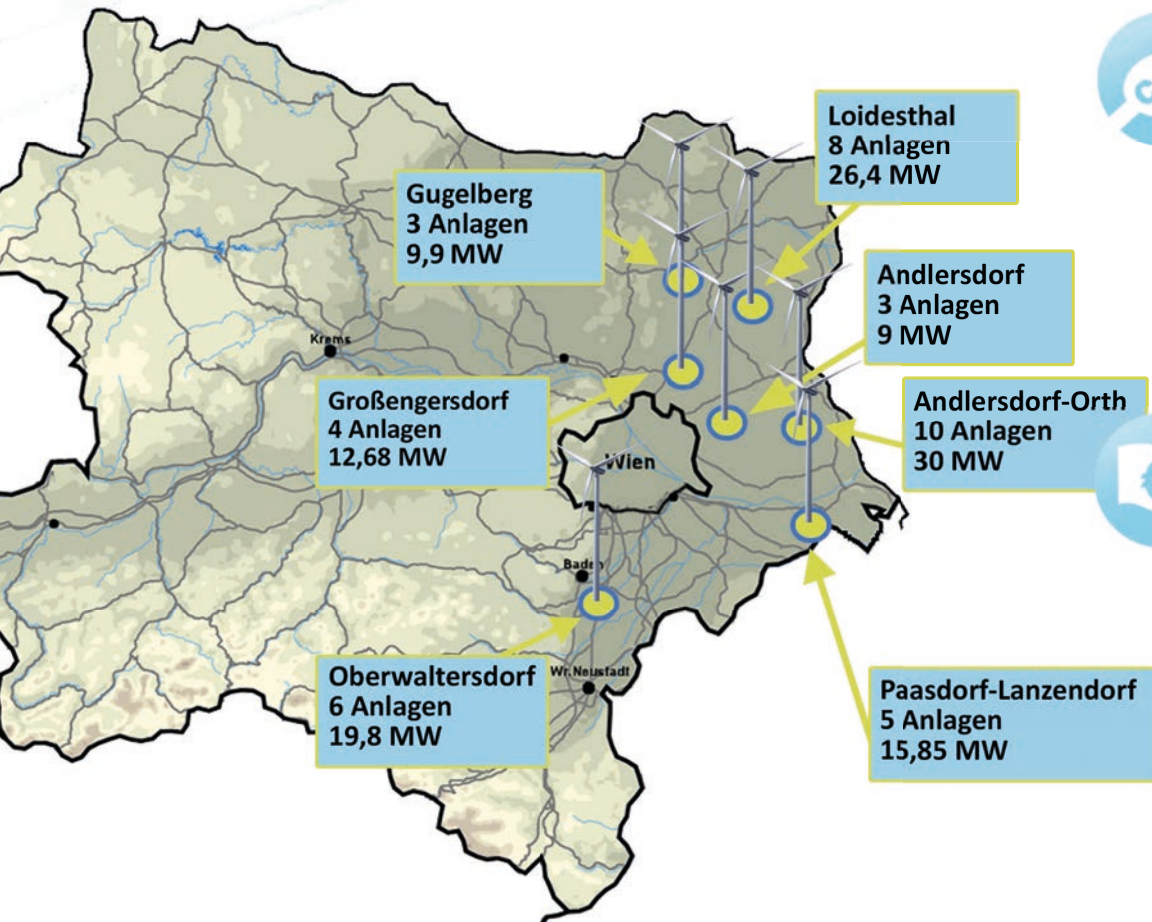 Loidesthal
8 Anlagen
26,4 MW
Gugelberg
3 Anlagen
9,9 MW
Andlersdorf
3 Anlagen
9 MW
Krems
Großengersdorf
4 Anlagen
12,68 MW
Andlersdorf-Orth
10 Anlagen
30 MW
Wien
Baden
Oberwaltersdorf
6 Anlagen
19,8 MW
Wr.Neustadt
Paasdorf-Lanzendorf
5 Anlagen
15,85 MW